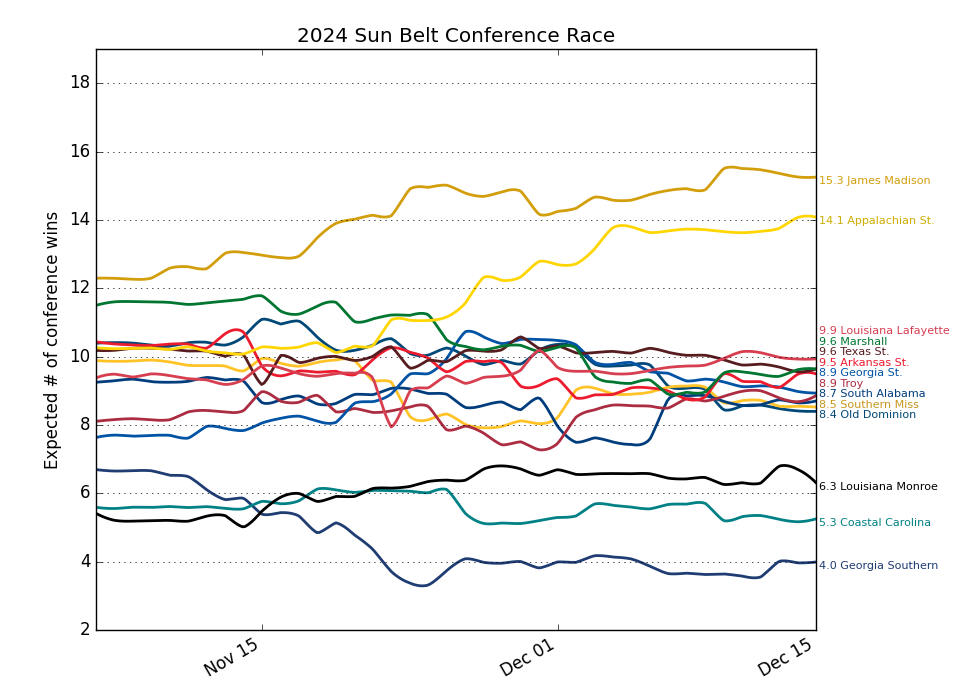 2024 Sun Belt Conference Race
Expected # of conference wins
18
16
14
12
10
8
6
4
2
Nov 15
Dec 01
Dec 15
15.3 James Madison
14.1 Appalachian St.
9.9 Louisiana Lafayette
9.6 Marshall
9.6 Texas St.
9.5 Arkansas St.
8.9 Georgia St.
8.9 Troy
8.7 South Alabama
8.5 Southern Miss
8.4 Old Dominion
6.3 Louisiana Monroe
5.3 Coastal Carolina
4.0 Georgia Southern